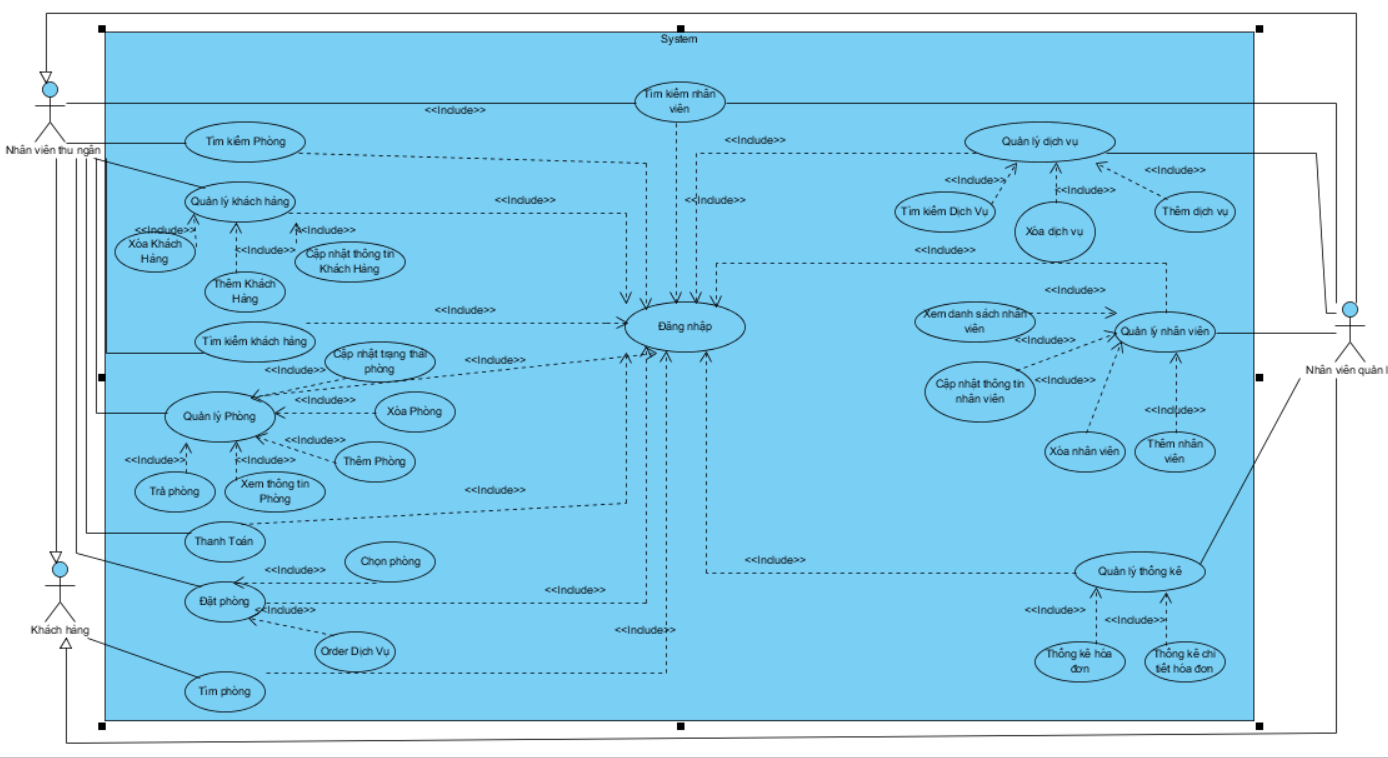 System
Tìm kiếm nhân
viên
<<Include>>
Nhân viên thu ngân
Tìm kiếm Phòng
Quản lý dịch vụ
<<Include>>
<<Include>>
<<Include>>
<<Include>>
Quản lý khách hàng
<<Include>>
<<Include>>
Tìm kiếm Dịch Vụ
Xóa dịch vụ
Thêm dịch vụ
<<Include>>
<<Include>>
<<Include>>
Xóa Khách
Hàng
<<Include>>
Cập nhật thông tin
Khách Hàng
<<Include>>
Thêm Khách
Hàng
<<Include>>
<<Include>>
Xem danh sách nhân
viên
Đăng nhập
Quản lý nhân viên
Tìm kiếm khách hàng
<<Include>>
Cập nhật trạng thái
phòng
<<Include>>
<<Include>>
Nhân viên quản l
Cập nhật thông tin
nhân viên
<<Include>>
<<Include>>
Quản lý Phòng
Xóa Phòng
<<Include>>
<<Include>>
Xóa nhân viên
Thêm nhân
viên
<<Include>>
<<Include>>
Thêm Phòng
Trả phòng
Xem thông tin
Phòng
<<Include>>
Thanh Toán
<<Include>>
Chọn phòng
<<Include>>
Quản lý thống kê
<<Include>>
Đặt phòng
<<Include>>
<<Include>>
<<Include>>
Khách hàng
<<Include>>
Order Dịch Vụ
Thống kê hóa
đơn
Thống kê chi
tiết hóa đơn
Tìm phòng